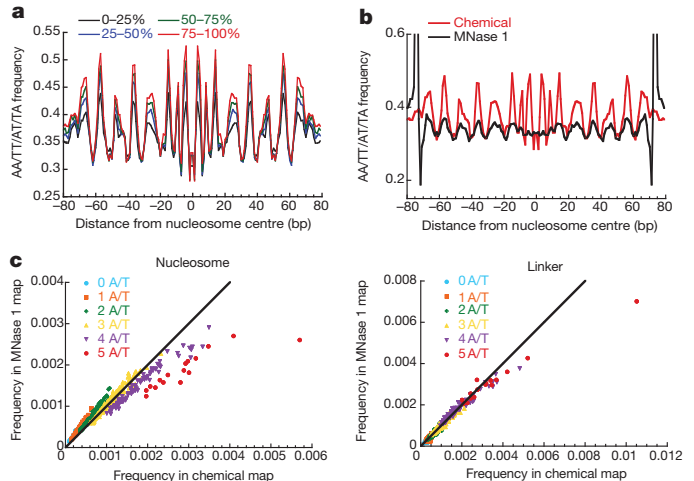 a
0–25% 50–75%
25–50% 75–100%
AA/TT/AT/TA frequency
0.55
0.50
0.45
0.40
0.35
0.30
0.25
–80 –60 –40 –20 0 20 40 60 80
Distance from nucleosome centre (bp)
b
Chemical
MNase 1
AA/TT/AT/TA frequency
0.6
0.4
0.2
–80 –60 –40 –20 0 20 40 60 80
Distance from nucleosome centre (bp)
c
Nucleosome
0 A/T
1 A/T
2 A/T
3 A/T
4 A/T
5 A/T
Frequency in MNase 1 map
0.004
0.003
0.002
0.001
0 0.001 0.002 0.003 0.004 0.005 0.006
Frequency in chemical map
Linker
0 A/T
1 A/T
2 A/T
3 A/T
4 A/T
5 A/T
Frequency in MNase 1 map
0.008
0.006
0.004
0.002
0 0.002 0.004 0.006 0.008 0.01 0.012
Frequency in chemical map